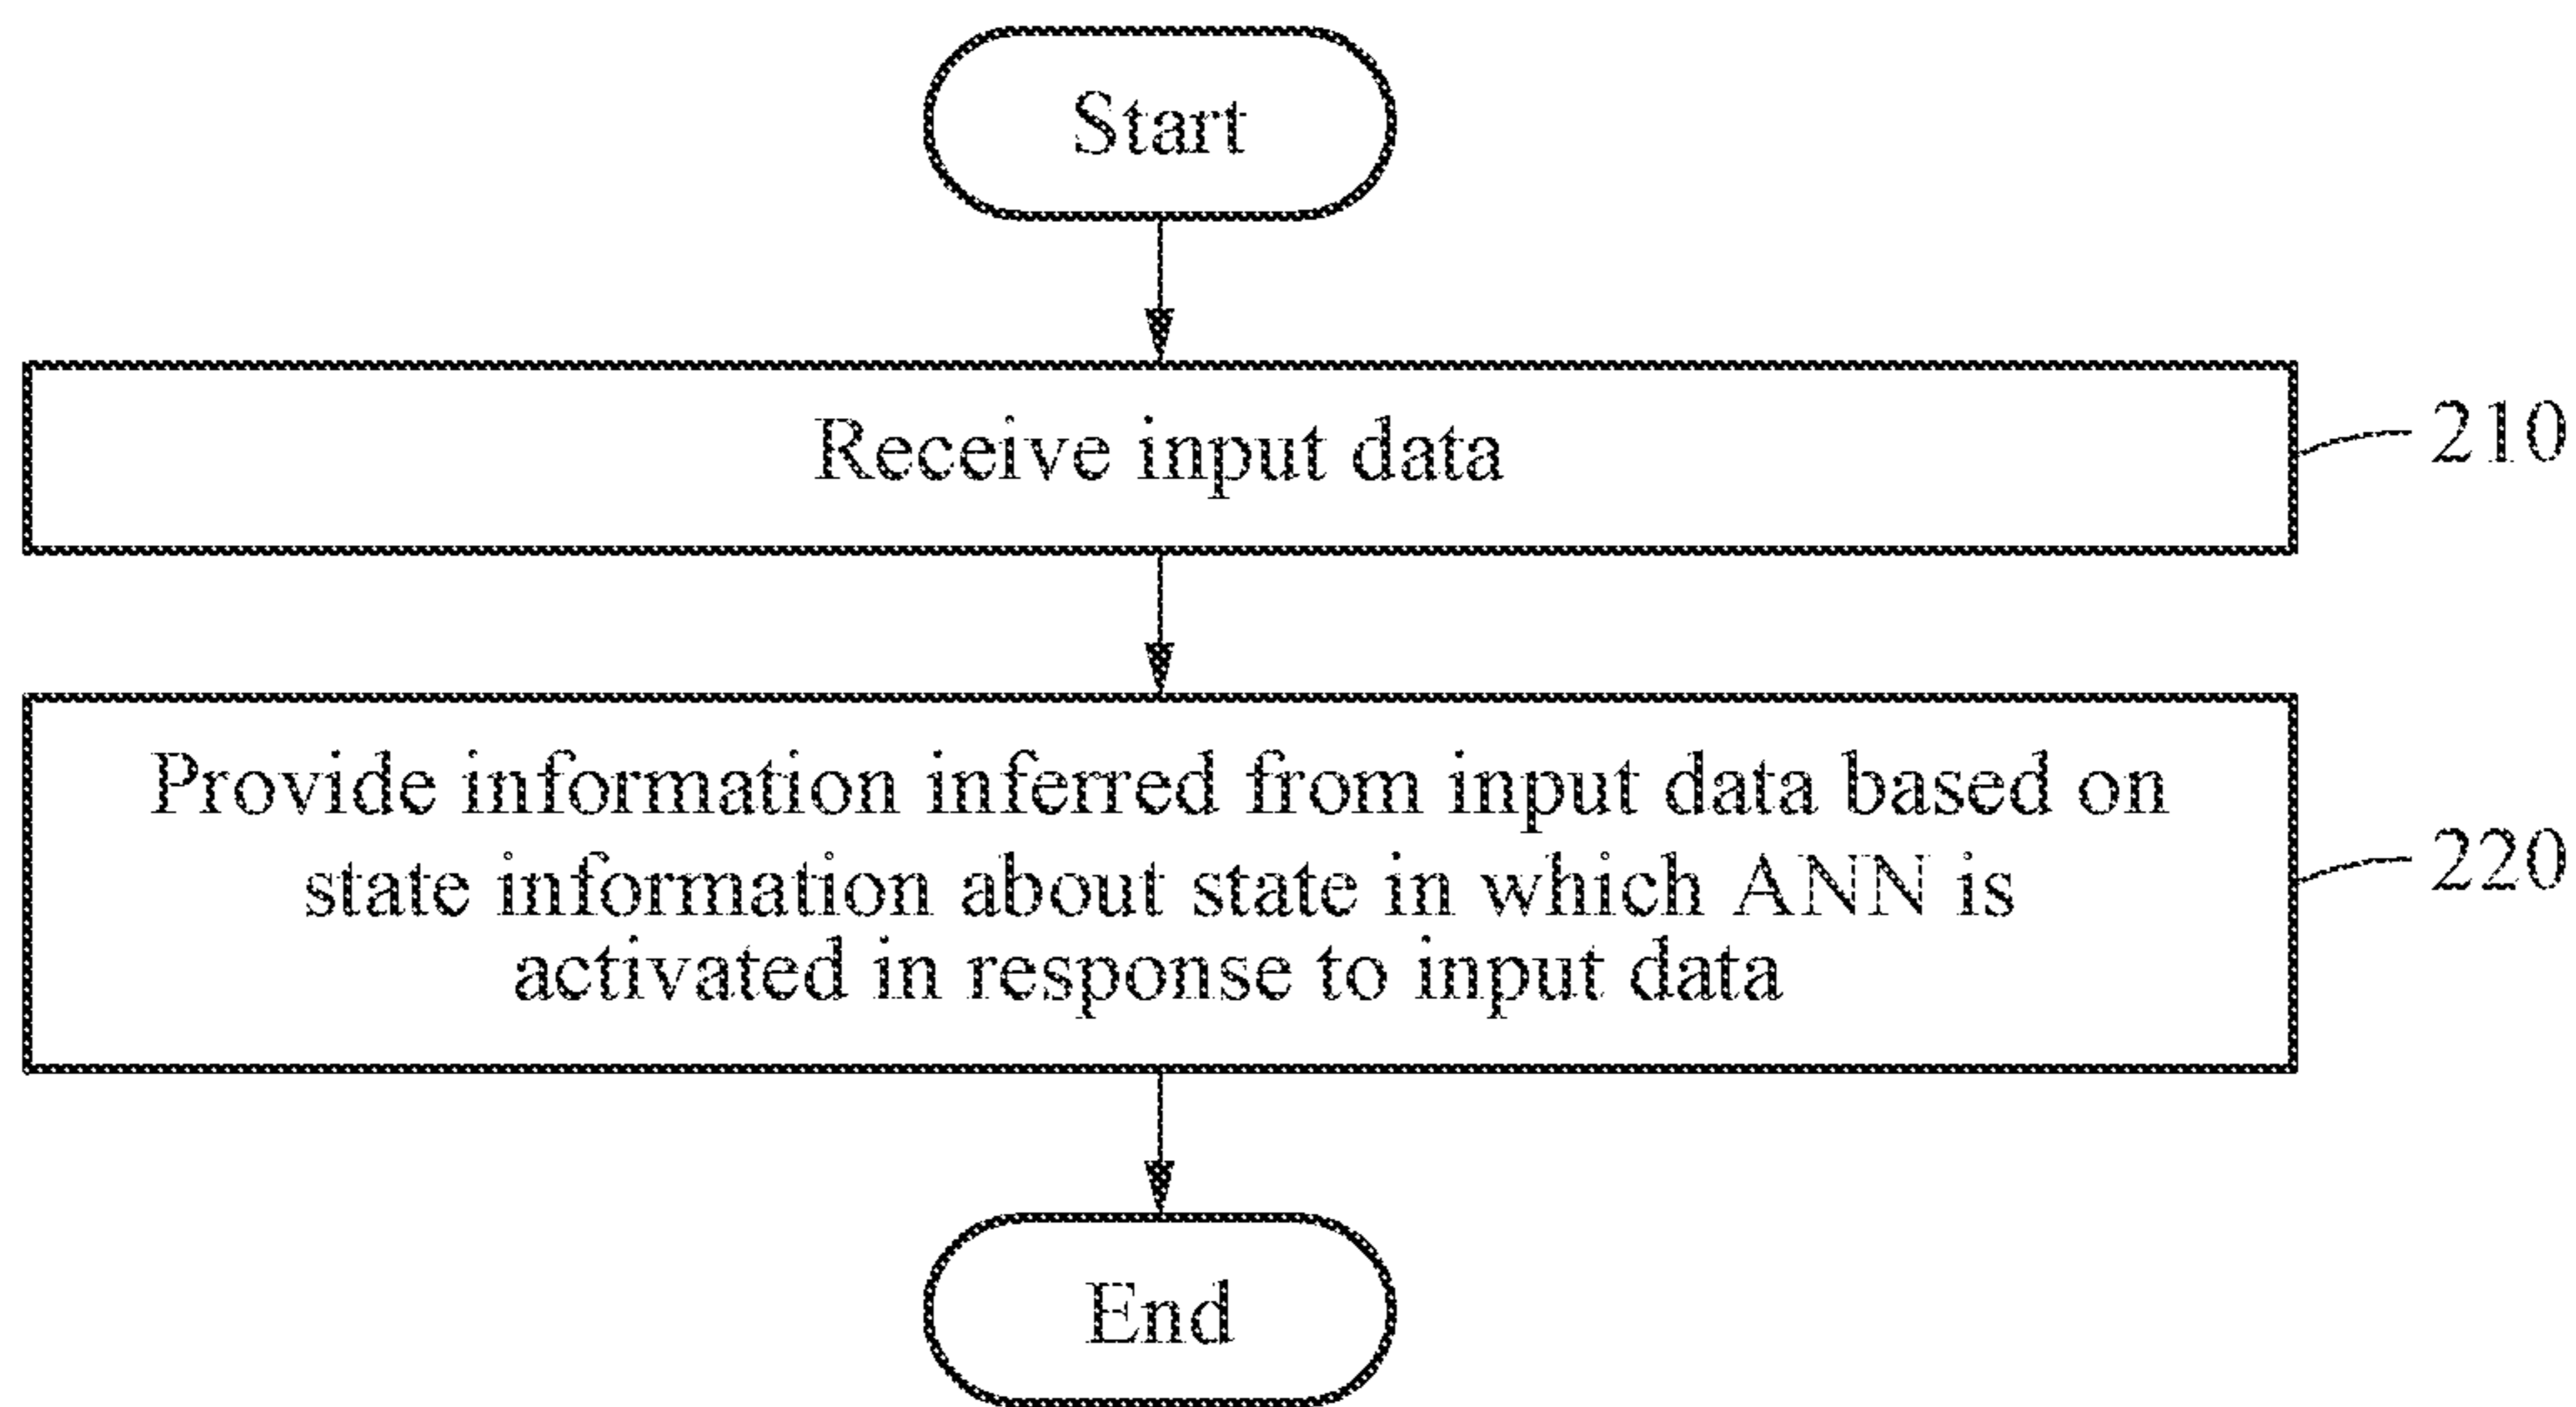 Start
Receive input data
210
Provide information inferred from input data based on
state information about state in which ANN is
activated in response to input data
220
End